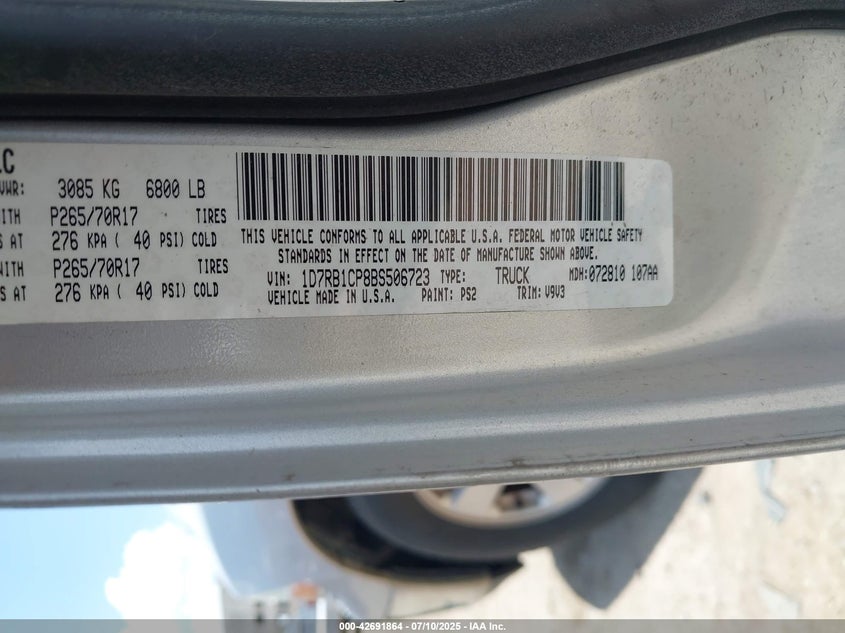 LC
VWR: 3085 KG 6800 LB
ITH P265/70R17 TIRES
S AT 276 KPA ( 40 PSI) COLD
WITH P265/70R17 TIRES
S AT 276 KPA ( 40 PSI) COLD
THIS VEHICLE CONFORMS TO ALL APPLICABLE U.S.A. FEDERAL MOTOR VEHICLE SAFETY
STANDARDS IN EFFECT ON THE DATE OF MANUFACTURE SHOWN ABOVE.
VIN: 1D7RB1CP8BS506723 TYPE: TRUCK MDH: 072810 107AA
VEHICLE MADE IN U.S.A. PAINT: PS2 TRIM: V9V3
000-42691864 — 07/10/2025 - IAA Inc.